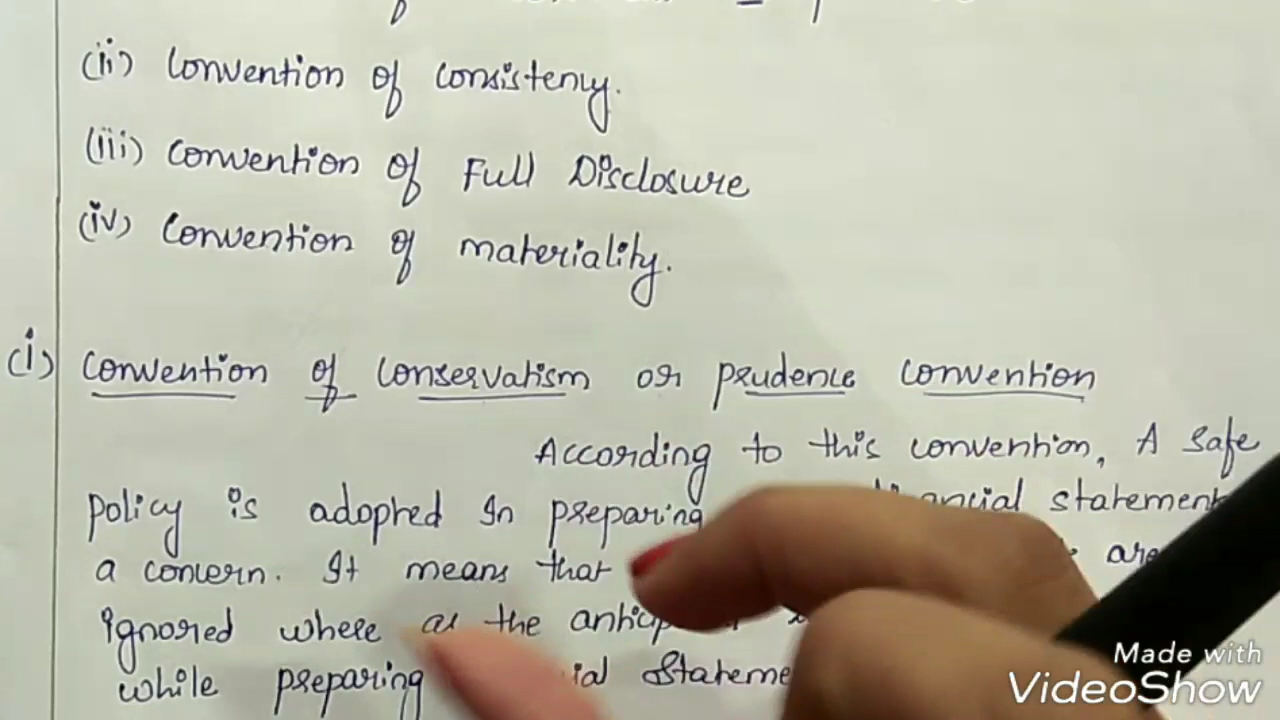 (ii) Convention of consistency.
(iii) Convention of Full Disclosure
(iv) Convention of materiality.
(i) Convention of Conservatism or prudence convention
According to this convention, A safe
policy is adopted In preparing statement
a concern. It means that are
ignored where as the
while preparing
Made with
VideoShow